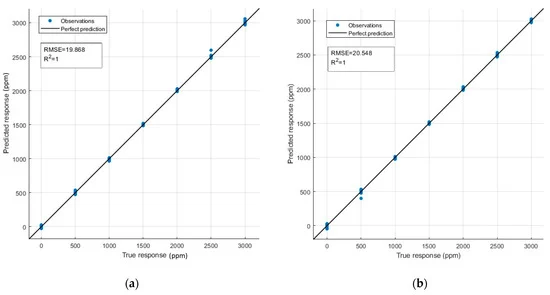 Observations
Perfect prediction
RMSE=19.868
R2=1
3000
2500
2000
1500
1000
500
0
Predicted response (ppm)
0 500 1000 1500 2000 2500 3000
True response (ppm)
(a)
Observations
Perfect prediction
RMSE=20.548
R2=1
3000
2500
2000
1500
1000
500
0
Predicted response (ppm)
0 500 1000 1500 2000 2500 3000
True response (ppm)
(b)